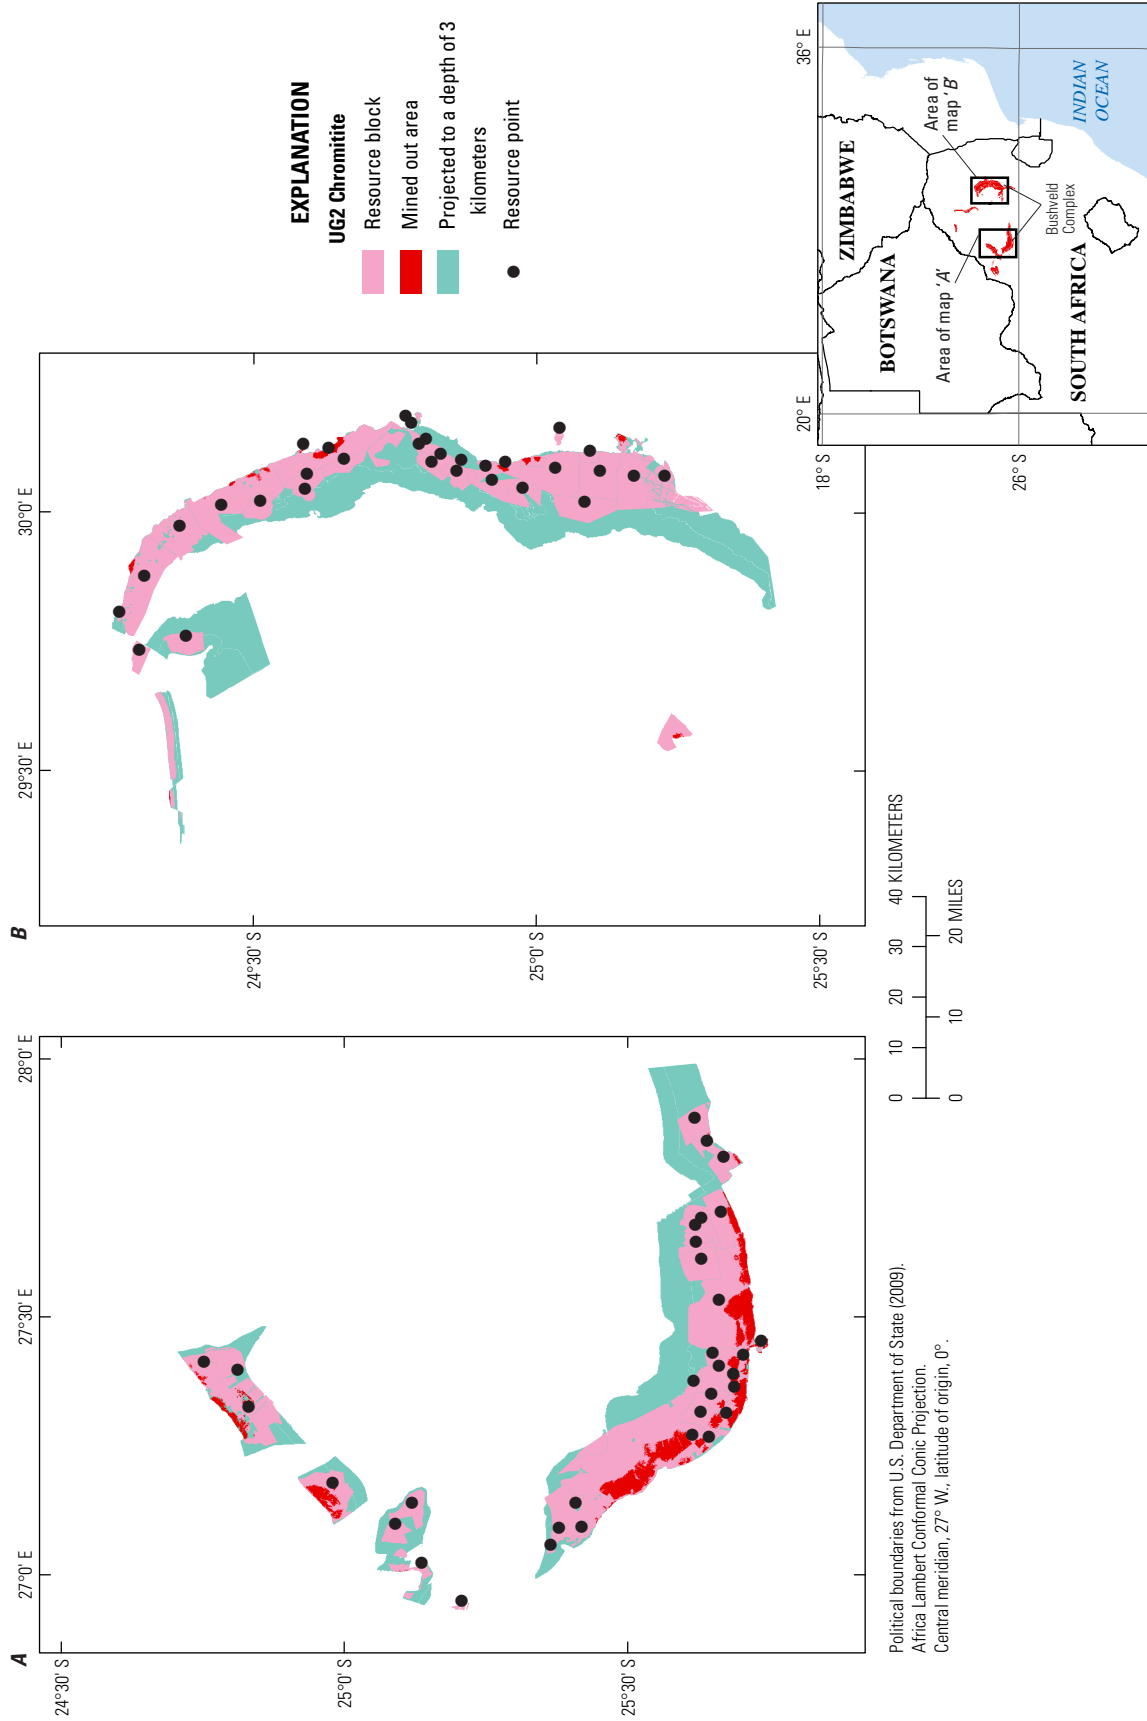 A
27°0' E
27°30' E
28°0' E
24°30' S
25°0' S
25°30' S
B
29°30' E
30°0' E
24°30' S
25°0' S
25°30' S
EXPLANATION
UG2 Chromitite
Resource block
Mined out area
Projected to a depth of 3
kilometers
Resource point
Political boundaries from U.S. Department of State (2009).
Africa Lambert Conformal Conic Projection.
Central meridian, 27° W., latitude of origin, 0°.
0 10 20 30 40 KILOMETERS
0 10 20 MILES
20° E
36° E
18° S
26° S
ZIMBABWE
BOTSWANA
Area of map 'A'
Area of
map 'B'
Bushveld
Complex
SOUTH AFRICA
INDIAN
OCEAN